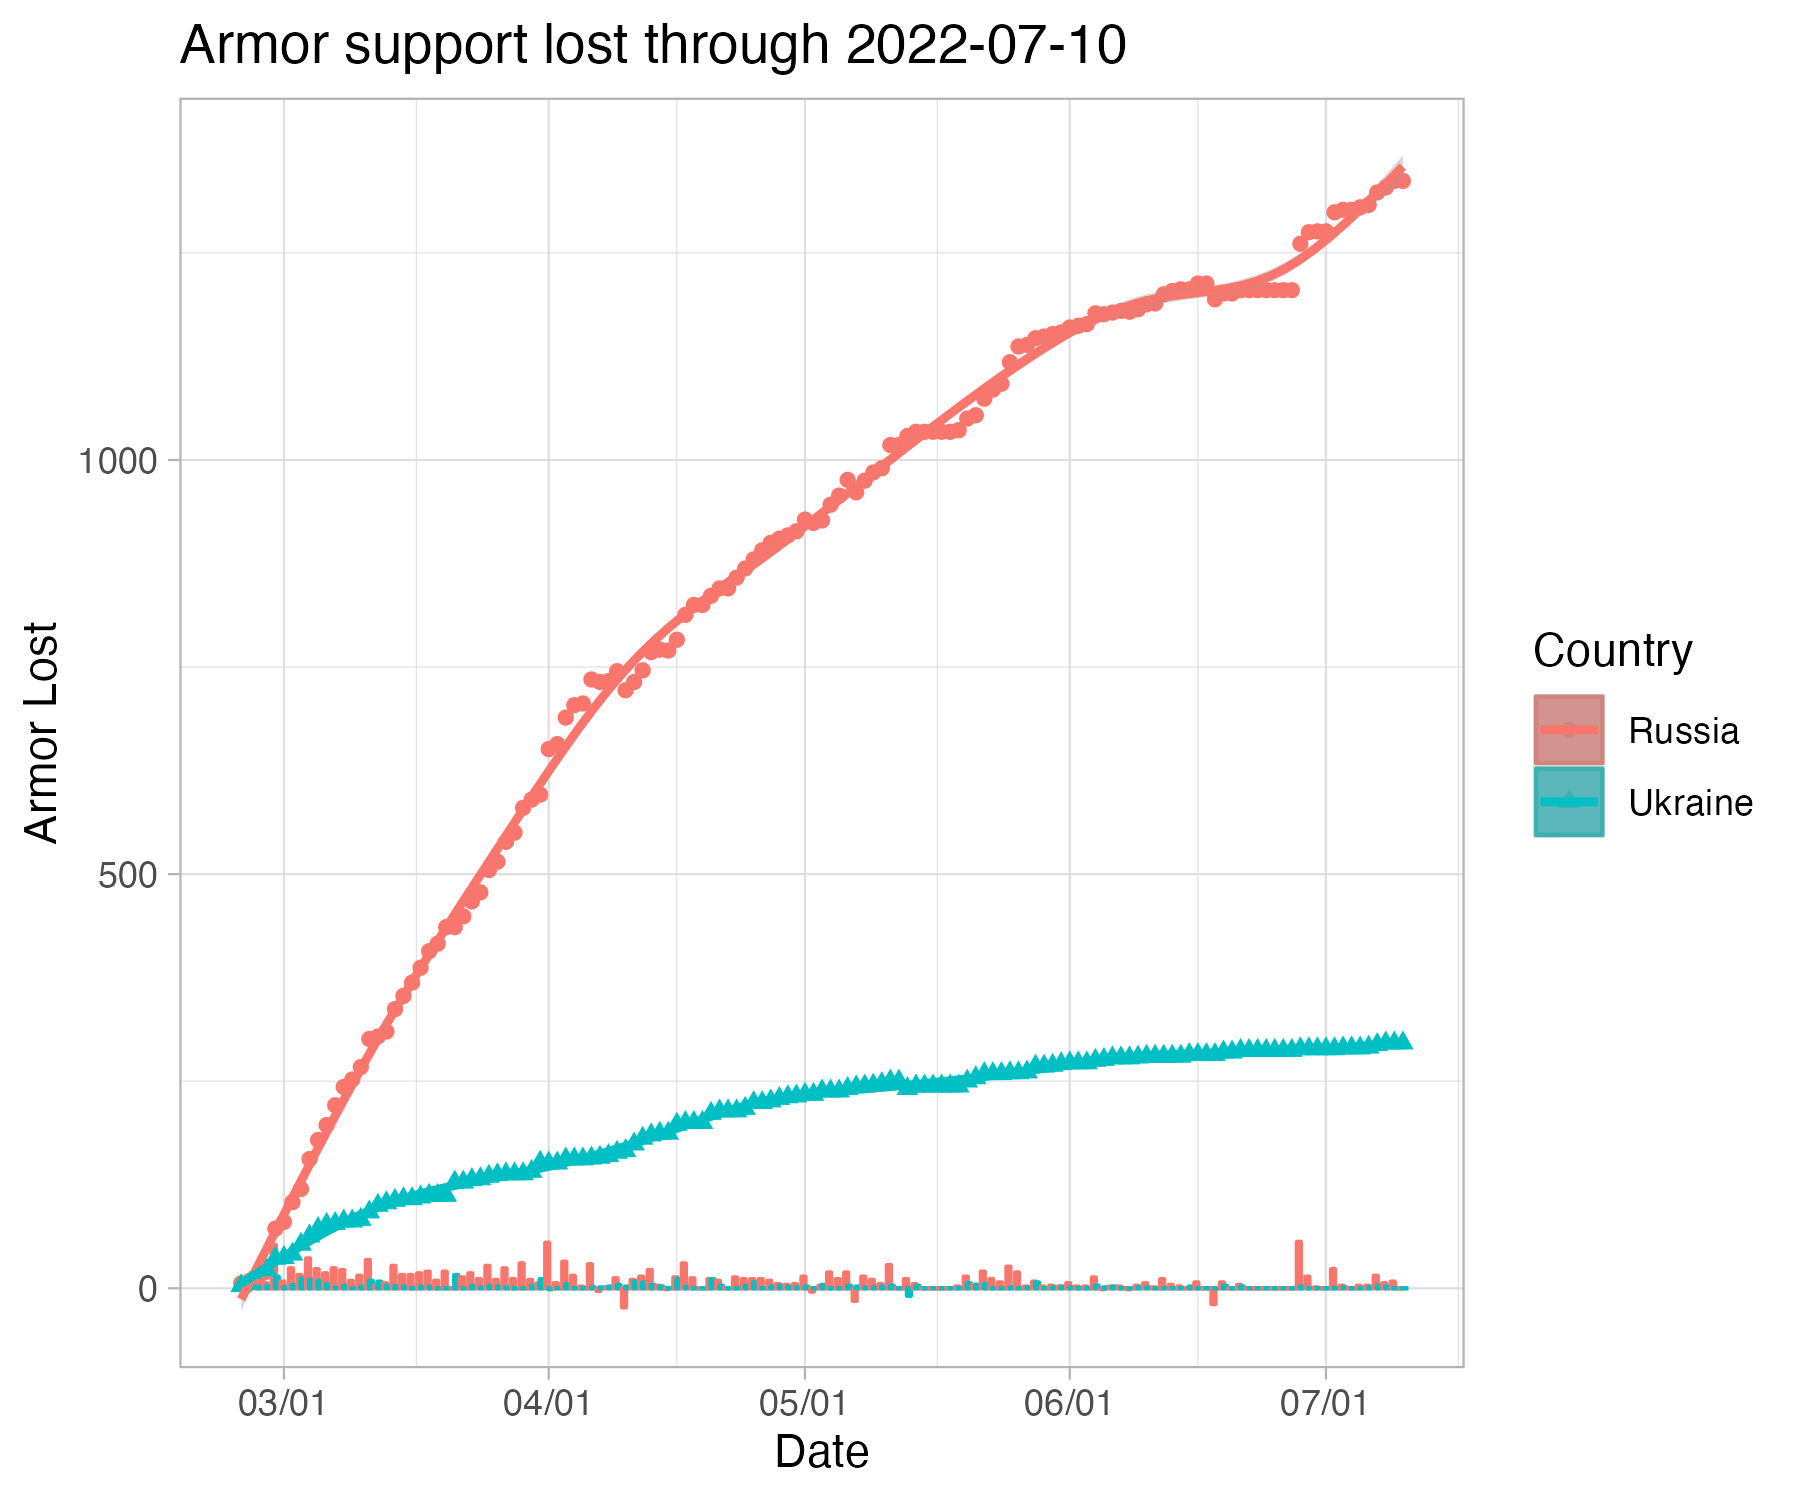 Armor support lost through 2022-07-10
Armor Lost
1000
500
0
03/01 04/01 05/01 06/01 07/01
Date
Country
Russia
Ukraine